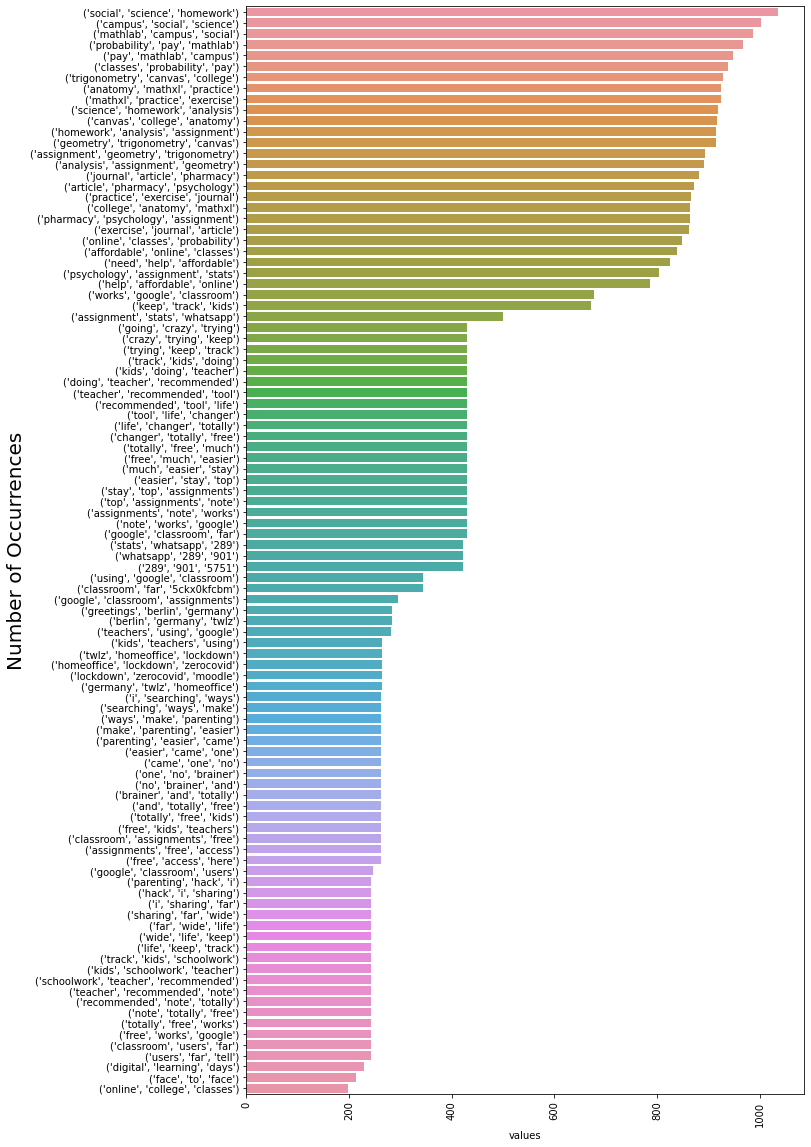 ('social', 'science', 'homework')
('campus', 'social', 'science')
('mathlab', 'campus', 'social')
('probability', 'pay', 'mathlab')
('pay', 'mathlab', 'campus')
('classes', 'probability', 'pay')
('trigonometry', 'canvas', 'college')
('anatomy', 'mathxl', 'practice')
('mathxl', 'practice', 'exercise')
('science', 'homework', 'analysis')
('canvas', 'college', 'anatomy')
('homework', 'analysis', 'assignment')
('geometry', 'trigonometry', 'canvas')
('assignment', 'geometry', 'trigonometry')
('analysis', 'assignment', 'geometry')
('journal', 'article', 'pharmacy')
('article', 'pharmacy', 'psychology')
('practice', 'exercise', 'journal')
('college', 'anatomy', 'mathxl')
('pharmacy', 'psychology', 'assignment')
('exercise', 'journal', 'article')
('online', 'classes', 'probability')
('affordable', 'online', 'classes')
('need', 'help', 'affordable')
('psychology', 'assignment', 'stats')
('help', 'affordable', 'online')
('works', 'google', 'classroom')
('keep', 'track', 'kids')
('assignment', 'stats', 'whatsapp')
('going', 'crazy', 'trying')
('crazy', 'trying', 'keep')
('trying', 'keep', 'track')
('track', 'kids', 'doing')
('kids', 'doing', 'teacher')
('doing', 'teacher', 'recommended')
('teacher', 'recommended', 'tool')
('recommended', 'tool', 'life')
('tool', 'life', 'changer')
('life', 'changer', 'totally')
('changer', 'totally', 'free')
('totally', 'free', 'much')
('free', 'much', 'easier')
('much', 'easier', 'stay')
('easier', 'stay', 'top')
('stay', 'top', 'assignments')
('top', 'assignments', 'note')
('assignments', 'note', 'works')
('note', 'works', 'google')
('google', 'classroom', 'far')
('stats', 'whatsapp', '289')
('whatsapp', '289', '901')
('289', '901', '5751')
('using', 'google', 'classroom')
('classroom', 'far', '5ckx0kfcbm')
('google', 'classroom', 'assignments')
('greetings', 'berlin', 'germany')
('berlin', 'germany', 'twlz')
('teachers', 'using', 'google')
('kids', 'teachers', 'using')
('twlz', 'homeoffice', 'lockdown')
('homeoffice', 'lockdown', 'zerocovid')
('lockdown', 'zerocovid', 'moodle')
('germany', 'twlz', 'homeoffice')
('i', 'searching', 'ways')
('searching', 'ways', 'make')
('ways', 'make', 'parenting')
('make', 'parenting', 'easier')
('parenting', 'easier', 'came')
('easier', 'came', 'one')
('came', 'one', 'no')
('one', 'no', 'brainer')
('no', 'brainer', 'and')
('brainer', 'and', 'totally')
('and', 'totally', 'free')
('totally', 'free', 'kids')
('free', 'kids', 'teachers')
('classroom', 'assignments', 'free')
('assignments', 'free', 'access')
('free', 'access', 'here')
('google', 'classroom', 'users')
('parenting', 'hack', 'i')
('hack', 'i', 'sharing')
('i', 'sharing', 'far')
('sharing', 'far', 'wide')
('far', 'wide', 'life')
('wide', 'life', 'keep')
('life', 'keep', 'track')
('track', 'kids', 'schoolwork')
('kids', 'schoolwork', 'teacher')
('schoolwork', 'teacher', 'recommended')
('teacher', 'recommended', 'note')
('recommended', 'note', 'totally')
('note', 'totally', 'free')
('totally', 'free', 'works')
('free', 'works', 'google')
('classroom', 'users', 'far')
('users', 'far', 'tell')
('digital', 'learning', 'days')
('face', 'to', 'face')
('online', 'college', 'classes')
Number of Occurrences
0 200 400 600 800 1000
values